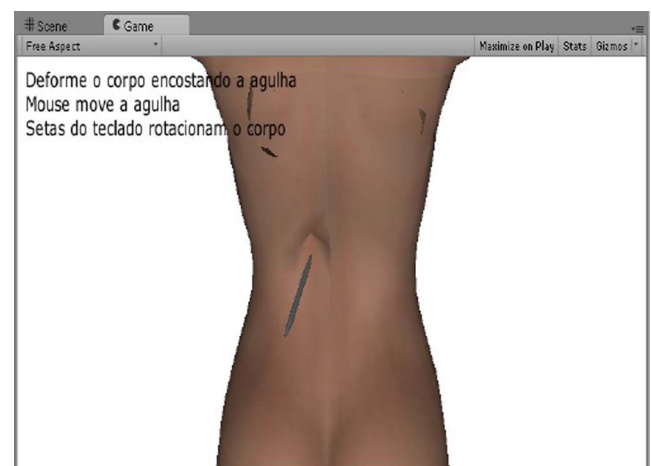 Scene
Game
Free Aspect
Maximize on Play
Stats
Gizmos
Deforme o corpo encostando a agulha
Mouse move a agulha
Setas do teclado rotacionam o corpo